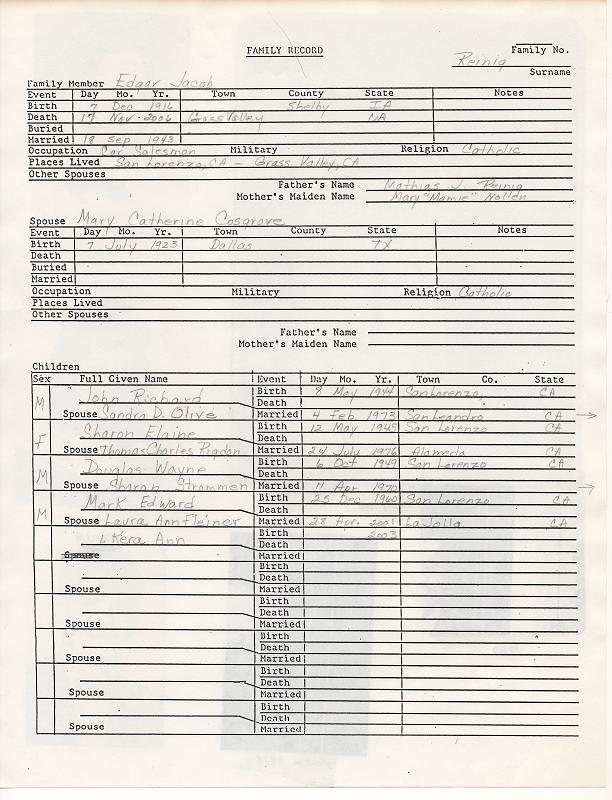 FAMILY RECORD
Family No.
Reinig
Surname
Family Member Edgar Jacob
Event Day Mo. Yr. Town County State Notes
Birth 7 Dec 1916 Shelby IA
Death 17 Nov. 2006 Grass Valley
Buried
Married 18 Sep 1943
Occupation Car Salesman Military Religion Catholic
Places Lived San Lorenzo, CA - Grass Valley, CA
Other Spouses
Father's Name Mathias J. Reinig
Mother's Maiden Name Mary "Mamie" Nollen
Spouse Mary Catherine Cosgrove
Event Day Mo. Yr. Town County State Notes
Birth 7 July 1923 Dallas TX
Death
Buried
Married
Occupation Military Religion Catholic
Places Lived
Other Spouses
Father's Name
Mother's Maiden Name
Children
Sex Full Given Name Event Day Mo. Yr. Town Co. State
M John Richard Birth 8 May 1944 San Lorenzo, CA
Death
Spouse Sandra D. Olive Married 4 Feb 1973 San Leandro CA
F Sharon Elaine Birth 12 May 1945 San Lorenzo CA
Death
Spouse Thomas Charles Rigdon Married 24 July 1976 Alameda CA
M Douglas Wayne Birth 6 Oct 1949 San Lorenzo CA
Death
Spouse Sharon Strommen Married 11 Apr 1970
M Mark Edward Birth 25 Dec 1960 San Lorenzo CA
Death
Spouse Laura Ann Fleiner Married 28 Apr. 2001 La Jolla CA
1. Kera Ann Birth 2003
Death
Spouse Married
Birth
Death
Spouse Married
Birth
Death
Spouse Married
Birth
Death
Spouse Married
Birth
Death
Spouse Married
Birth
Death
Spouse Married